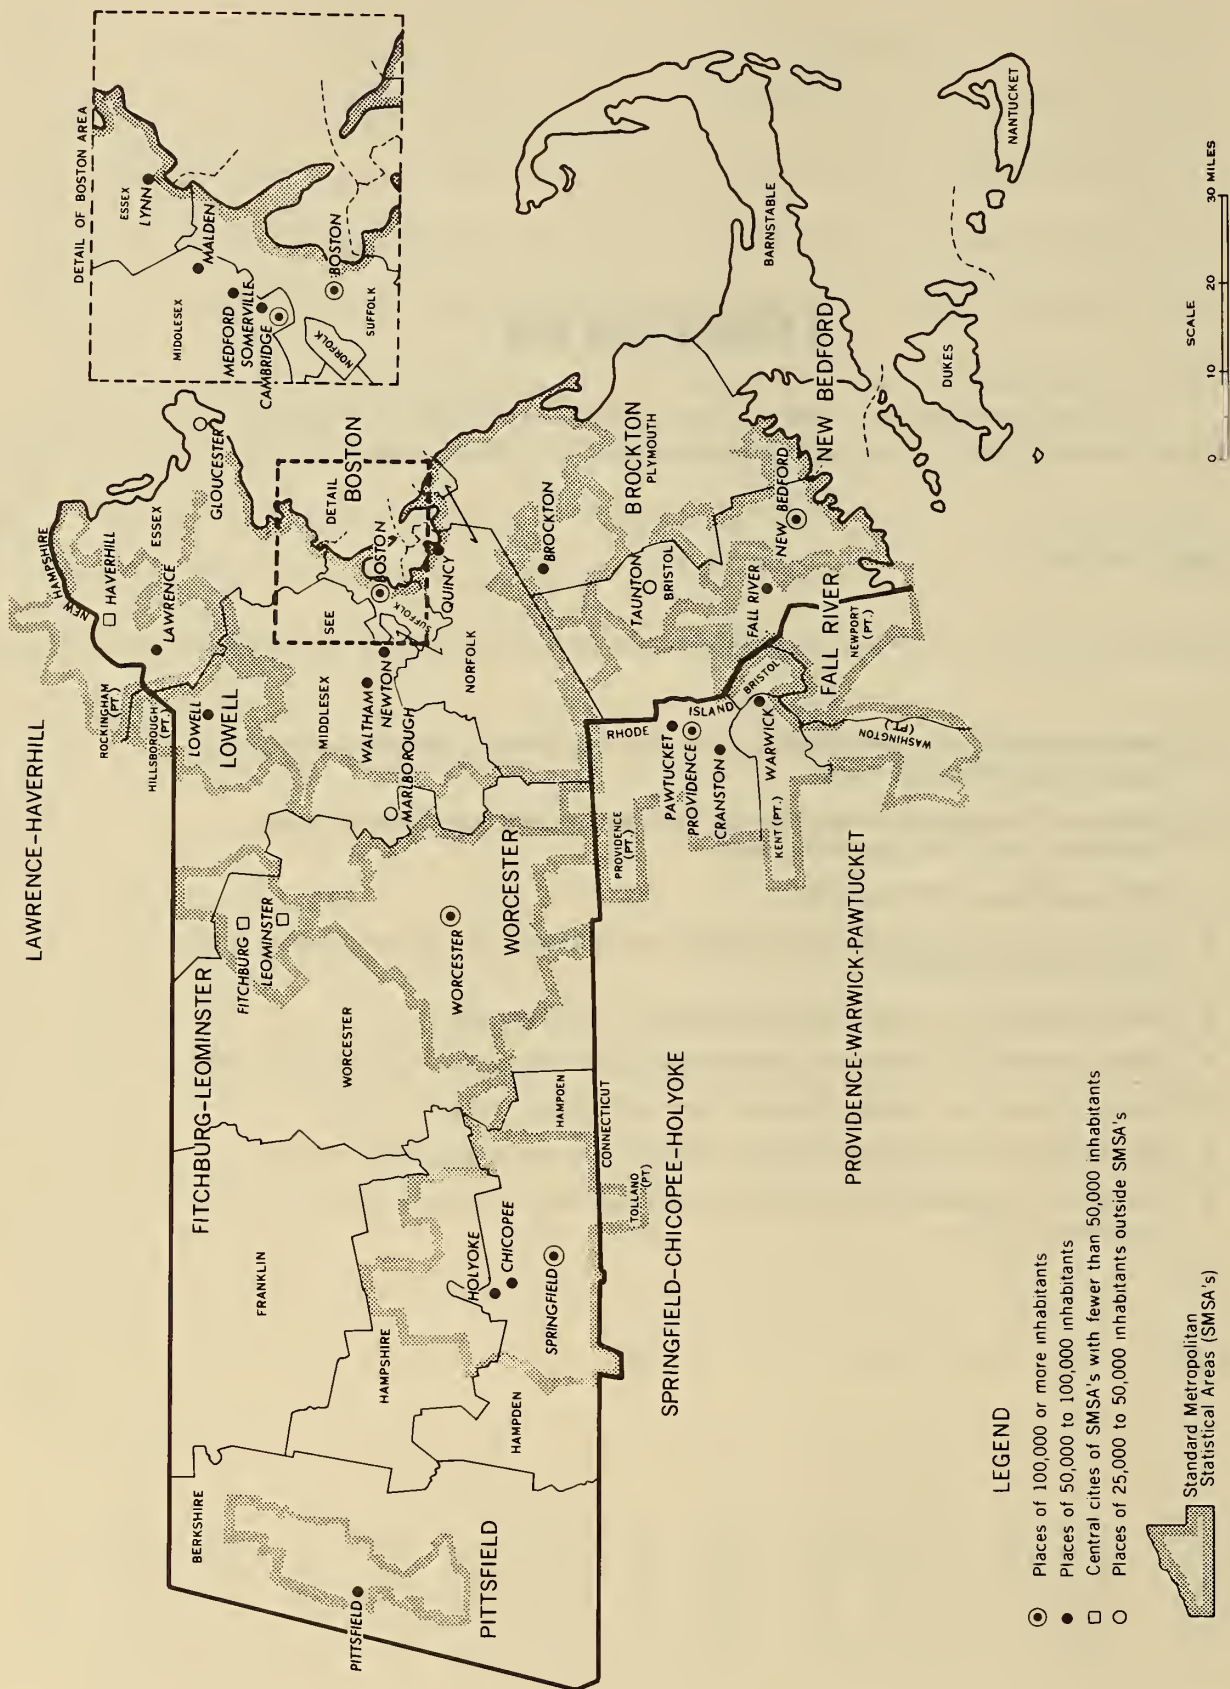 LAWRENCE-HAVERHILL
DETAIL OF BOSTON AREA
ESSEX
LYNN
MALDEN
MIDDLESEX
MEDFORD
SOMERVILLE
CAMBRIDGE
BOSTON
NORFOLK
SUFFOLK
NEW HAMPSHIRE
ROCKINGHAM
(PT.)
HILLSBOROUGH
(PT.)
HAVERHILL
LAWRENCE
ESSEX
GLOUCESTER
LOWELL
LOWELL
SEE
DETAIL
BOSTON
BOSTON
SUFFOLK
QUINCY
MIDDLESEX
WALTHAM
NEWTON
MARLBOROUGH
NORFOLK
FITCHBURG-LEOMINSTER
FITCHBURG
LEOMINSTER
WORCESTER
WORCESTER
WORCESTER
FRANKLIN
HAMPSHIRE
HOLYOKE
CHICOPEE
SPRINGFIELD
HAMPDEN
HAMPDEN
BERKSHIRE
PITTSFIELD
PITTSFIELD
CONNECTICUT
TOLLAND
(PT)
SPRINGFIELD-CHICOPEE-HOLYOKE
BROCKTON
BROCKTON
PLYMOUTH
TAUNTON
BRISTOL
NEW BEDFORD
NEW BEDFORD
FALL RIVER
FALL RIVER
NEWPORT
(PT.)
BRISTOL
RHODE ISLAND
PAWTUCKET
PROVIDENCE
CRANSTON
WARWICK
KENT (PT.)
WASHINGTON
(PT.)
PROVIDENCE
(PT.)
PROVIDENCE-WARWICK-PAWTUCKET
BARNSTABLE
DUKES
NANTUCKET
LEGEND
Places of 100,000 or more inhabitants
Places of 50,000 to 100,000 inhabitants
Central cities of SMSA's with fewer than 50,000 inhabitants
Places of 25,000 to 50,000 inhabitants outside SMSA's
Standard Metropolitan
Statistical Areas (SMSA's)
SCALE
0 10 20 30 MILES